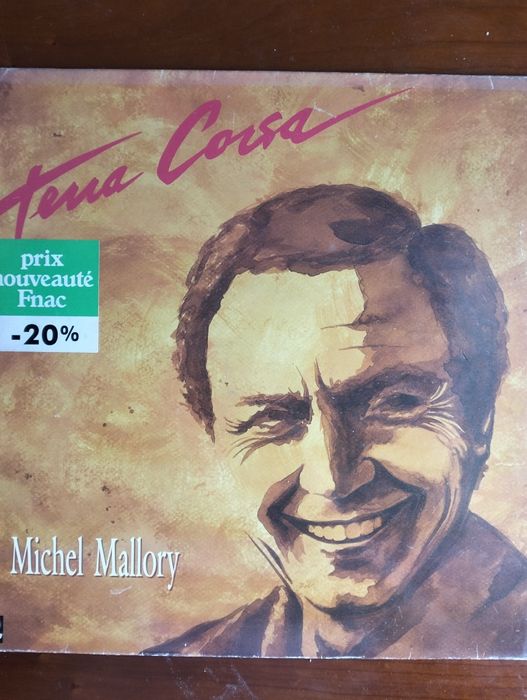 Terra Corsa
prix
nouveauté
Fnac
-20%
Michel Mallory